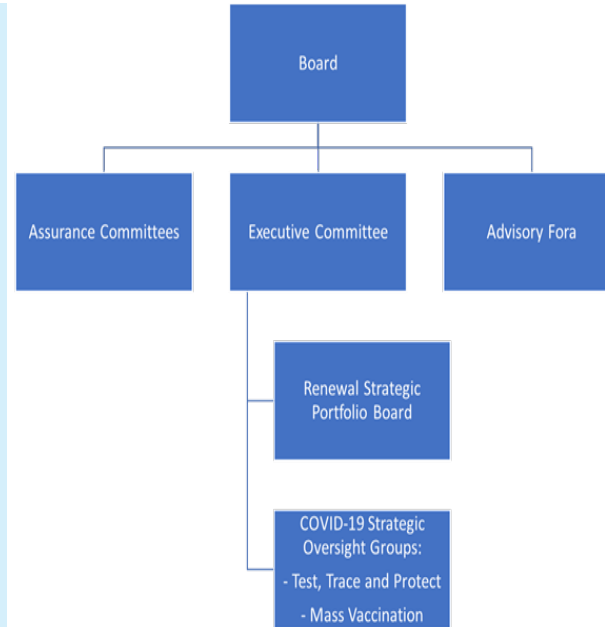 Board
Assurance Committees
Executive Committee
Advisory Fora
Renewal Strategic
Portfolio Board
COVID-19 Strategic
Oversight Groups:
- Test, Trace and Protect
- Mass Vaccination